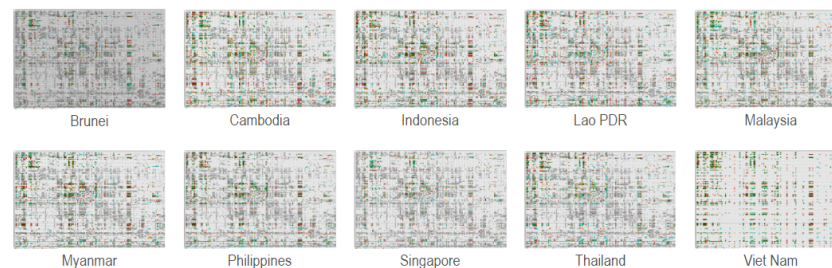 Brunei
Cambodia
Indonesia
Lao PDR
Malaysia
Myanmar
Philippines
Singapore
Thailand
Viet Nam